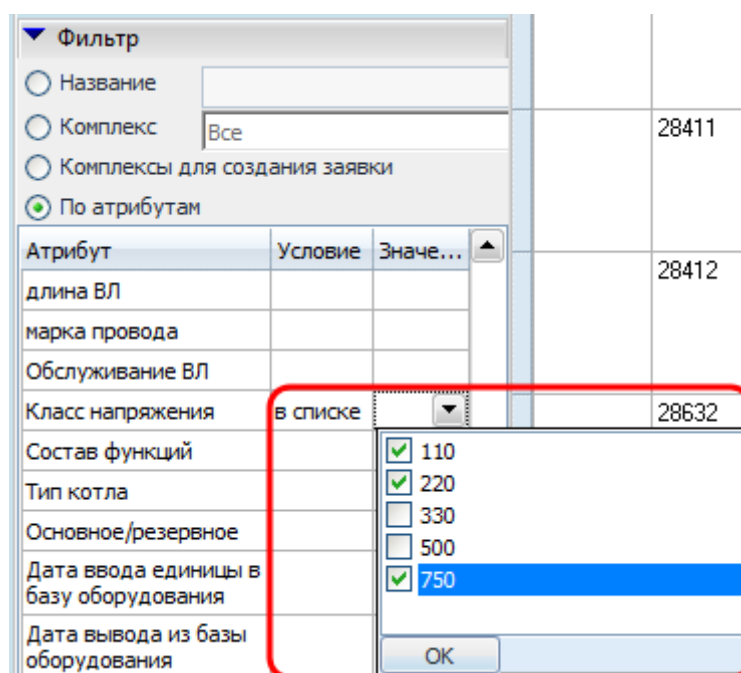 Фильтр
Название
Комплекс Все
28411
Комплексы для создания заявки
По атрибутам
Атрибут Условие Значе...
28412
длина ВЛ
марка провода
Обслуживание ВЛ
Класс напряжения в списке
28632
Состав функций
110
Тип котла
220
330
Основное/резервное
500
Дата ввода единицы в
базу оборудования
750
Дата вывода из базы
оборудования
OK